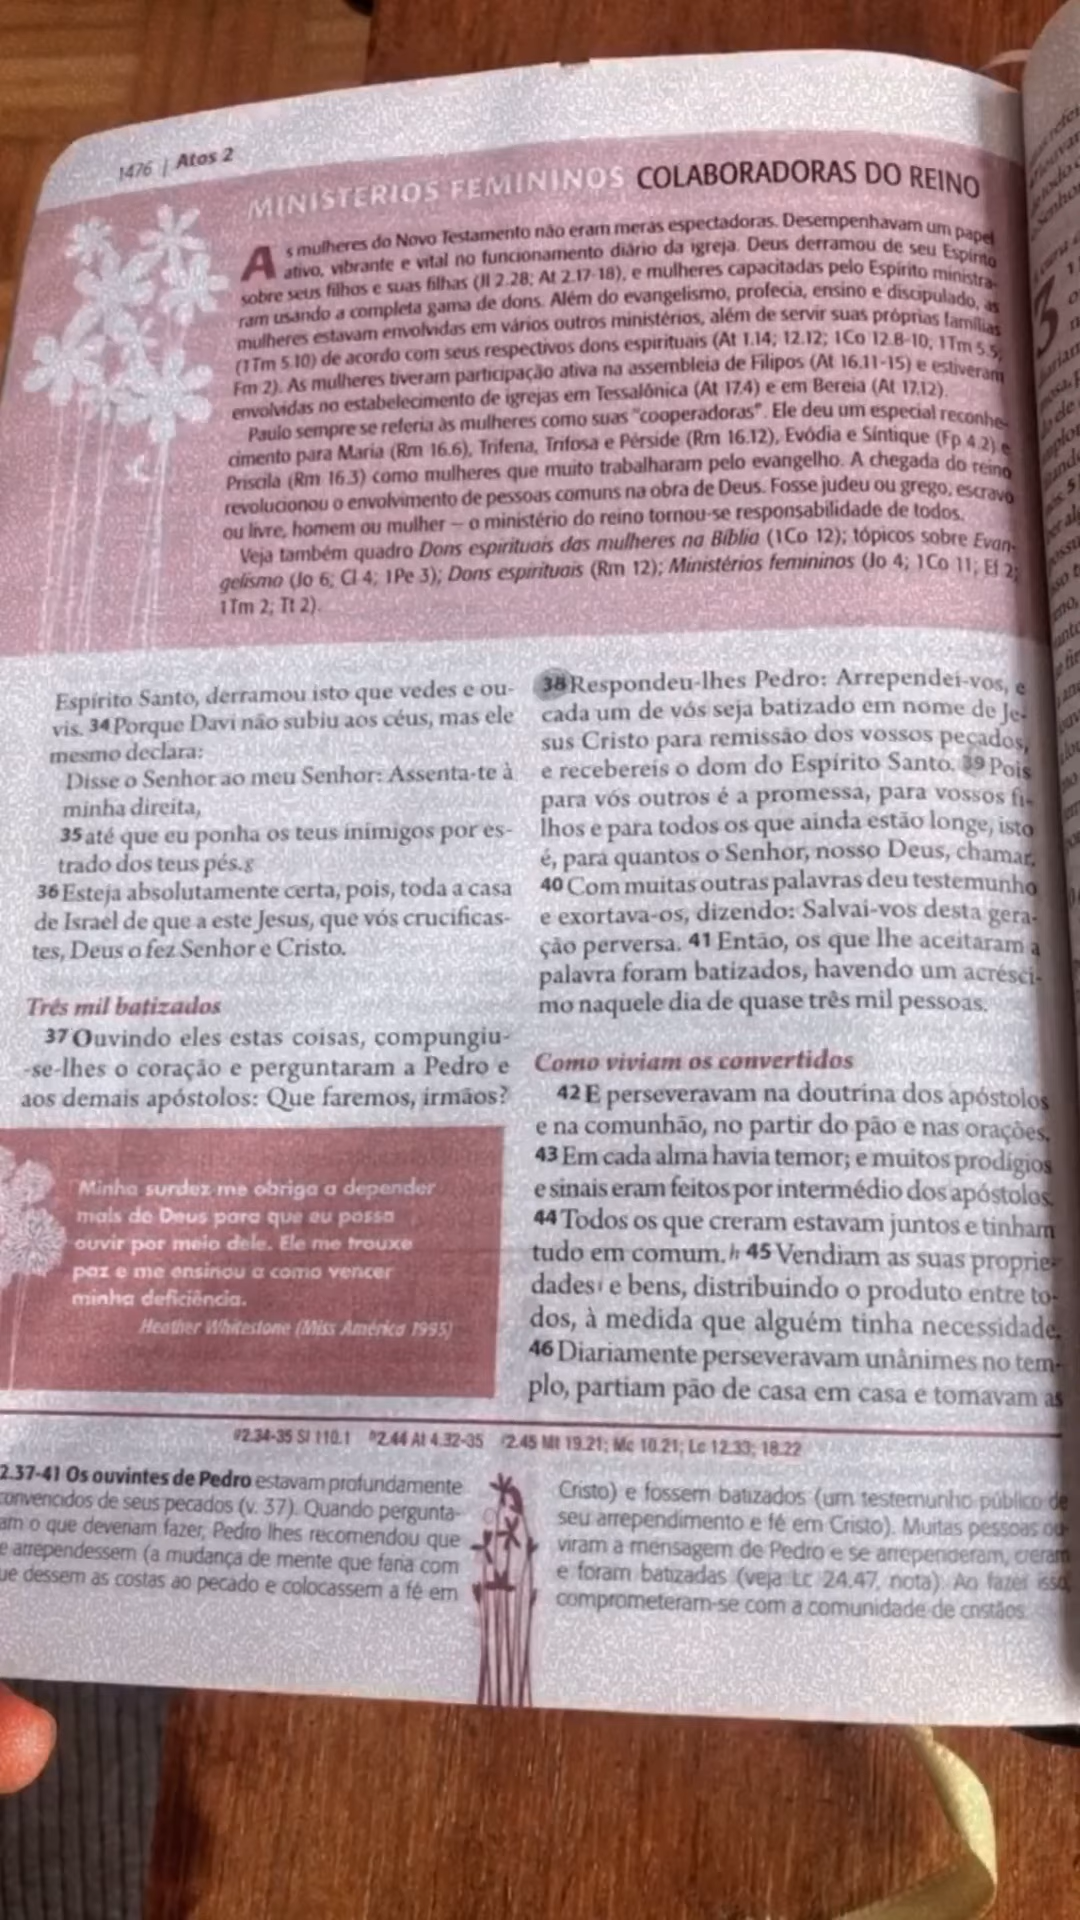 1476 | Atos 2
MINISTÉRIOS FEMININOS COLABORADORAS DO REINO
As mulheres do Novo Testamento não eram meras espectadoras. Desempenhavam um papel
ativo, vibrante e vital no funcionamento diário da igreja. Deus derramou de seu Espírito
sobre seus filhos e suas filhas (Jl 2.28; At 2.17-18), e mulheres capacitadas pelo Espírito ministra-
ram usando a completa gama de dons. Além do evangelismo, profecia, ensino e discipulado, as
mulheres estavam envolvidas em vários outros ministérios, além de servir suas próprias famílias
(1Tm 5.10) de acordo com seus respectivos dons espirituais (At 1.14; 12.12; 1Co 12.8-10; 1Tm 5.5;
Fm 2). As mulheres tiveram participação ativa na assembleia de Filipos (At 16.11-15) e estiveram
envolvidas no estabelecimento de igrejas em Tessalônica (At 17.4) e em Bereia (At 17.12).
Paulo sempre se referia às mulheres como suas "cooperadoras". Ele deu um especial reconhe-
cimento para Maria (Rm 16.6), Trifena, Trifosa e Pérside (Rm 16.12), Evódia e Síntique (Fp 4.2) e
Priscila (Rm 16.3) como mulheres que muito trabalharam pelo evangelho. A chegada do reino
revolucionou o envolvimento de pessoas comuns na obra de Deus. Fosse judeu ou grego, escravo
ou livre, homem ou mulher – o ministério do reino tornou-se responsabilidade de todos.
Veja também quadro Dons espirituais das mulheres na Bíblia (1Co 12); tópicos sobre Evan-
gelismo (Jo 6; Cl 4; 1Pe 3); Dons espirituais (Rm 12); Ministérios femininos (Jo 4; 1Co 11; Ef 2;
1Tm 2; Tt 2).
Espírito Santo, derramou isto que vedes e ou-
vis. 34 Porque Davi não subiu aos céus, mas ele
mesmo declara:
Disse o Senhor ao meu Senhor: Assenta-te à
minha direita,
35 até que eu ponha os teus inimigos por es-
trado dos teus pés.g
36 Esteja absolutamente certa, pois, toda a casa
de Israel de que a este Jesus, que vós crucificas-
tes, Deus o fez Senhor e Cristo.
Três mil batizados
37 Ouvindo eles estas coisas, compungiu-
-se-lhes o coração e perguntaram a Pedro e
aos demais apóstolos: Que faremos, irmãos?
Minha surdez me obriga a depender
mais de Deus para que eu possa
ouvir por meio dele. Ele me trouxe
paz e me ensinou a como vencer
minha deficiência.
Heather Whitestone (Miss América 1995)
38 Respondeu-lhes Pedro: Arrependei-vos, e
cada um de vós seja batizado em nome de Je-
sus Cristo para remissão dos vossos pecados,
e recebereis o dom do Espírito Santo. 39 Pois
para vós outros é a promessa, para vossos fi-
lhos e para todos os que ainda estão longe, isto
é, para quantos o Senhor, nosso Deus, chamar.
40 Com muitas outras palavras deu testemunho
e exortava-os, dizendo: Salvai-vos desta gera-
ção perversa. 41 Então, os que lhe aceitaram a
palavra foram batizados, havendo um acrésci-
mo naquele dia de quase três mil pessoas.
Como viviam os convertidos
42 E perseveravam na doutrina dos apóstolos
e na comunhão, no partir do pão e nas orações.
43 Em cada alma havia temor; e muitos prodígios
e sinais eram feitos por intermédio dos apóstolos.
44 Todos os que creram estavam juntos e tinham
tudo em comum.h 45 Vendiam as suas proprie-
dades i e bens, distribuindo o produto entre to-
dos, à medida que alguém tinha necessidade.
46 Diariamente perseveravam unânimes no tem-
plo, partiam pão de casa em casa e tomavam as
g2.34-35 Sl 110.1 h2.44 At 4.32-35 i2.45 Mt 19.21; Mc 10.21; Lc 12.33; 18.22
2.37-41 Os ouvintes de Pedro estavam profundamente
convencidos de seus pecados (v. 37). Quando pergunta-
am o que deveriam fazer, Pedro lhes recomendou que
e arrependessem (a mudança de mente que faria com
ue dessem as costas ao pecado e colocassem a fé em
Cristo) e fossem batizados (um testemunho público de
seu arrependimento e fé em Cristo). Muitas pessoas ou-
viram a mensagem de Pedro e se arrependeram, creram
e foram batizadas (veja Lc 24.47, nota). Ao fazer isso,
comprometeram-se com a comunidade de cristãos.